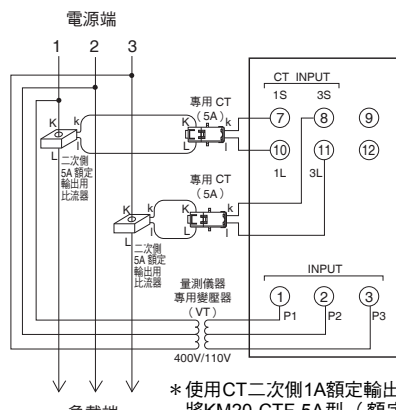 電源端
1 2 3
CT INPUT
1S 3S
專用 CT
（5A）
K k
K k
7 8 9
L l
L l
10 11 12
1L 3L
二次側
5A 額定
輸出用
比流器
專用 CT
（5A）
K k
K k
L l
L l
二次側
5A 額定
輸出用
比流器
量測儀器
專用變壓器
（VT）
INPUT
1 2 3
P1 P2 P3
400V/110V
＊使用CT二次側1A額定輸出